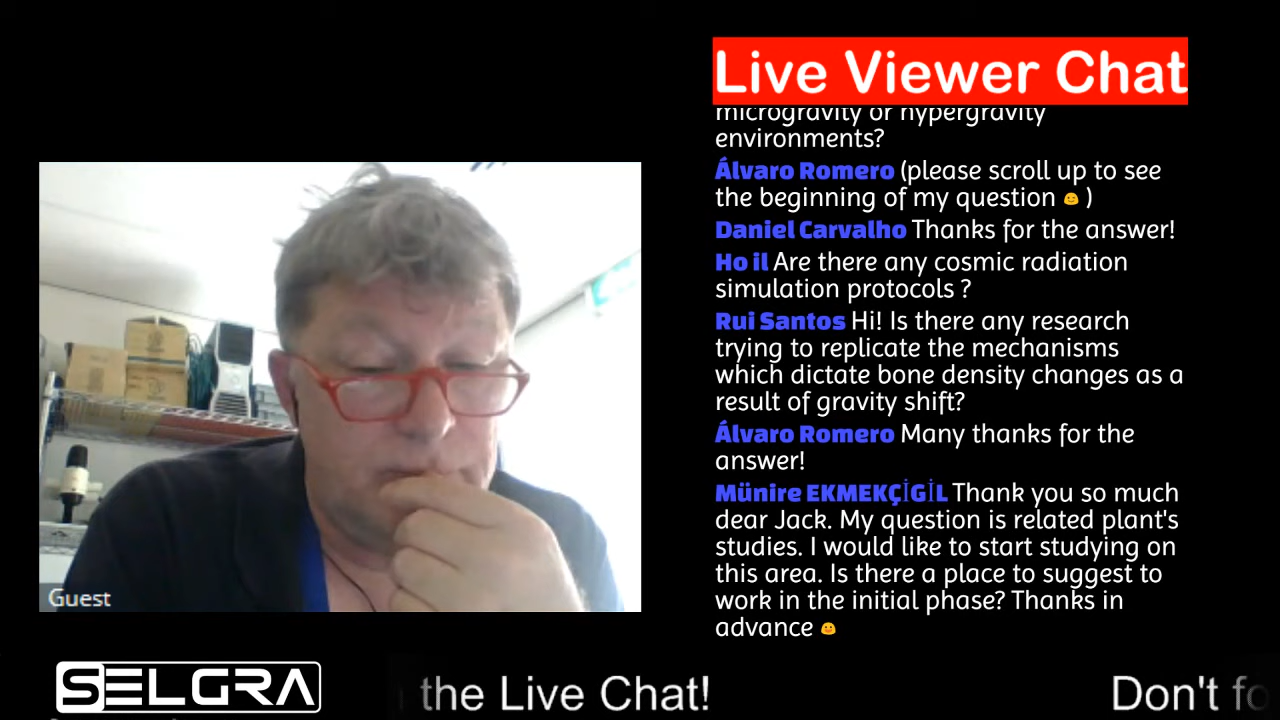 Live Viewer Chat
microgravity or hypergravity
environments?
Álvaro Romero (please scroll up to see
the beginning of my question )
Daniel Carvalho Thanks for the answer!
Ho il Are there any cosmic radiation
simulation protocols ?
Rui Santos Hi! Is there any research
trying to replicate the mechanisms
which dictate bone density changes as a
result of gravity shift?
Álvaro Romero Many thanks for the
answer!
Münire EKMEKÇİGİL Thank you so much
dear Jack. My question is related plant's
studies. I would like to start studying on
this area. Is there a place to suggest to
work in the initial phase? Thanks in
advance
Guest
SELGRA
the Live Chat! Don't fo